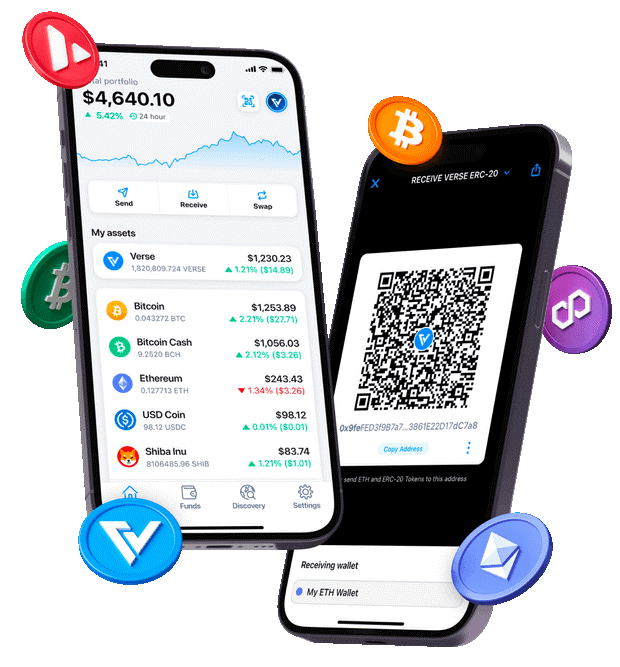 41
tal portfolio
$4,640.10
5.42% 24 hour
Send Receive Swap
My assets
Verse $1,230.23
1,820,809.724 VERSE 1.21% ($14.89)
Bitcoin $1,253.89
0.043272 BTC 2.21% ($27.71)
Bitcoin Cash $1,056.03
9.2520 BCH 2.12% ($3.26)
Ethereum $243.43
0.127713 ETH 1.34% ($3.26)
USD Coin $98.12
98.12 USDC 0.01% ($0.01)
Shiba Inu $83.74
8106485.96 SHIB 1.21% ($1.01)
Funds Discovery Settings
RECEIVE VERSE ERC-20
0x9feFED3f9B7a7...3861E22D17dC7a8
Copy Address
send ETH and ERC-20 Tokens to this address
Receiving wallet
My ETH Wallet